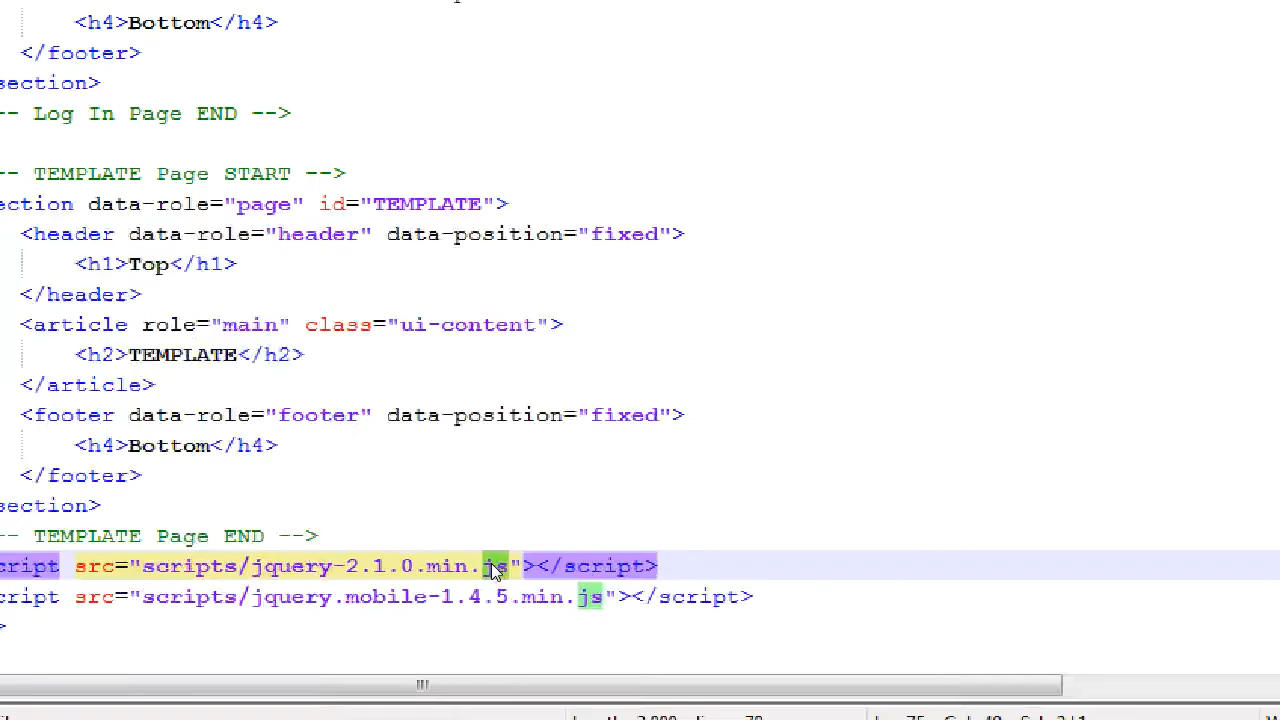 <h4>Bottom</h4>
</footer>
section>
-- Log In Page END -->
-- TEMPLATE Page START -->
ection data-role="page" id="TEMPLATE">
<header data-role="header" data-position="fixed">
<h1>Top</h1>
</header>
<article role="main" class="ui-content">
<h2>TEMPLATE</h2>
</article>
<footer data-role="footer" data-position="fixed">
<h4>Bottom</h4>
</footer>
section>
-- TEMPLATE Page END -->
cript src="scripts/jquery-2.1.0.min.js"></script>
cript src="scripts/jquery.mobile-1.4.5.min.js"></script>
>